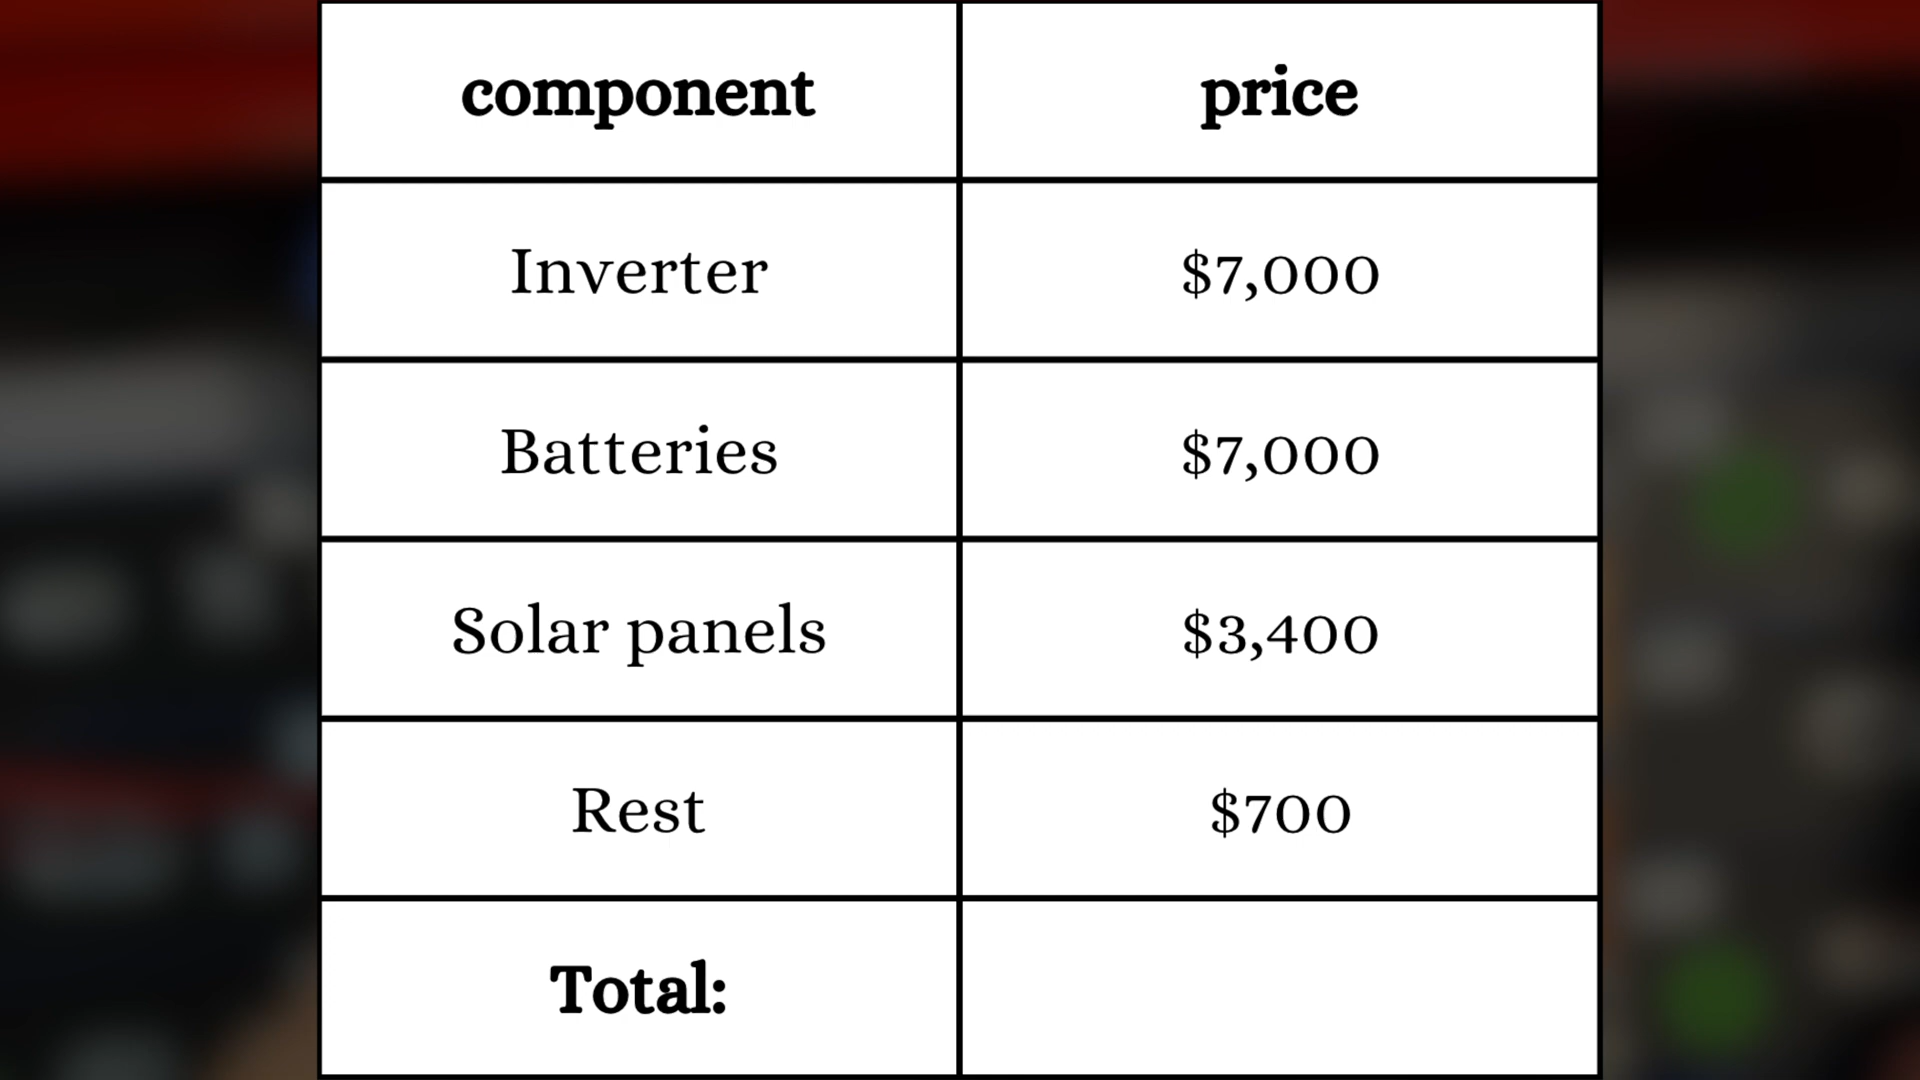 component price
Inverter $7,000
Batteries $7,000
Solar panels $3,400
Rest $700
Total: